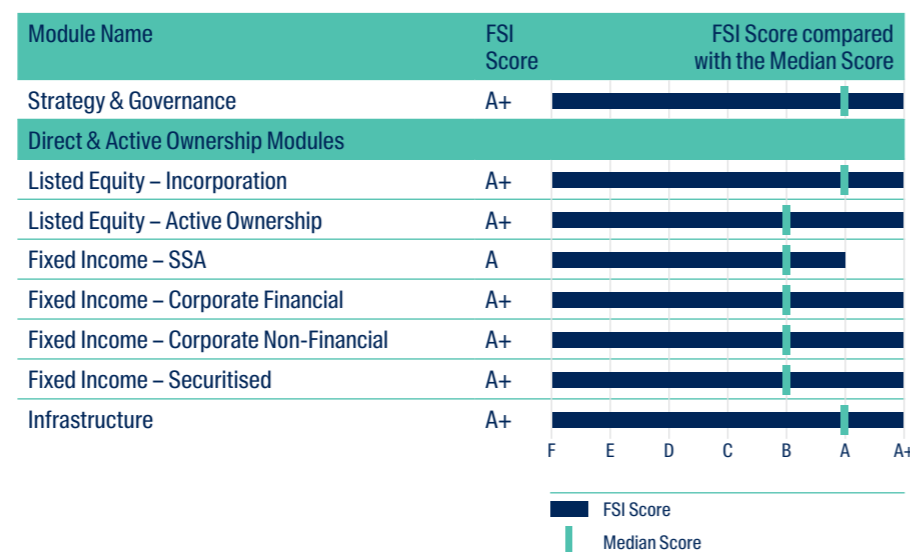 Module Name
FSI
Score
FSI Score compared
with the Median Score
Strategy & Governance A+
Direct & Active Ownership Modules
Listed Equity – Incorporation A+
Listed Equity – Active Ownership A+
Fixed Income – SSA A
Fixed Income – Corporate Financial A+
Fixed Income – Corporate Non-Financial A+
Fixed Income – Securitised A+
Infrastructure A+
F E D C B A A+
FSI Score
Median Score